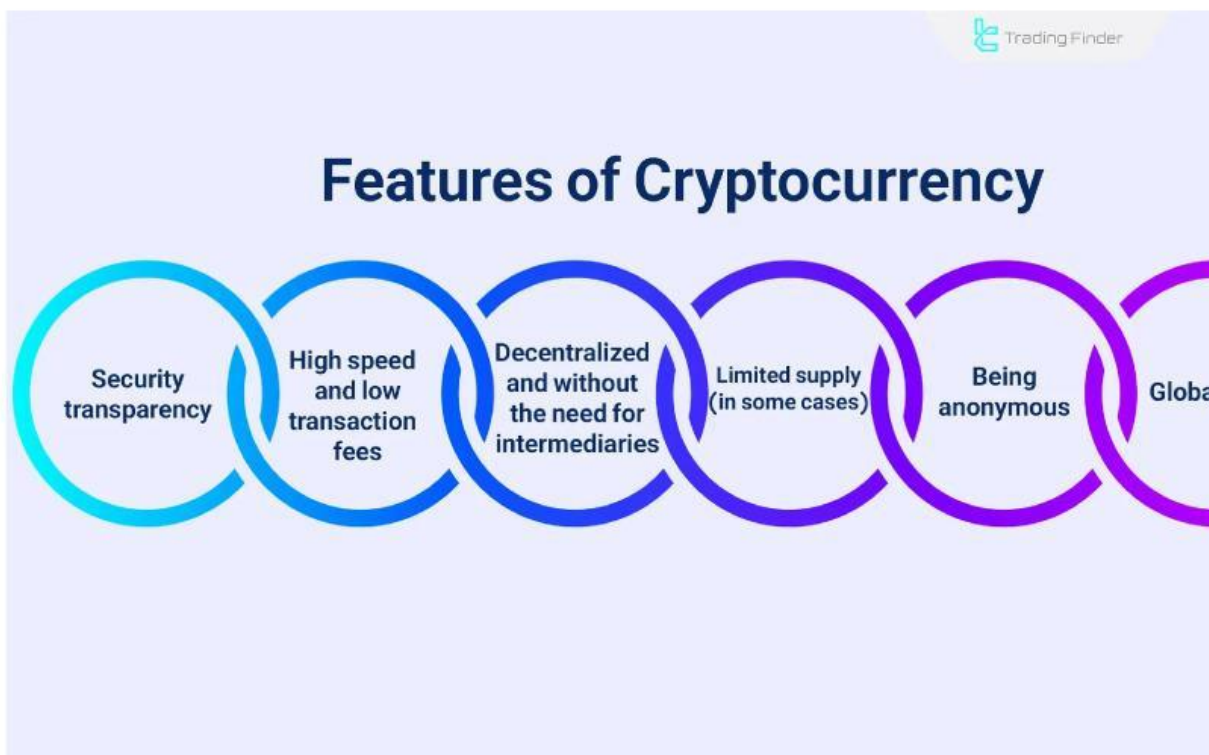 Trading Finder
Features of Cryptocurrency
Security
transparency
High speed
and low
transaction
fees
Decentralized
and without
the need for
intermediaries
Limited supply
(in some cases)
Being
anonymous